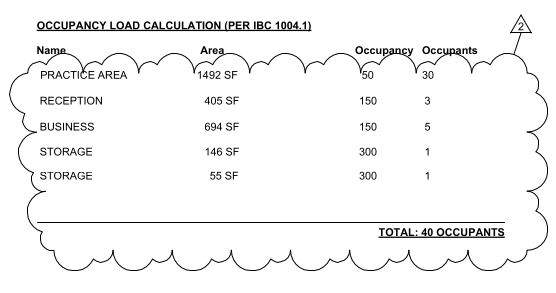 OCCUPANCY LOAD CALCULATION (PER IBC 1004.1)
2
Name Area Occupancy Occupants
PRACTICE AREA 1492 SF 50 30
RECEPTION 405 SF 150 3
BUSINESS 694 SF 150 5
STORAGE 146 SF 300 1
STORAGE 55 SF 300 1
TOTAL: 40 OCCUPANTS